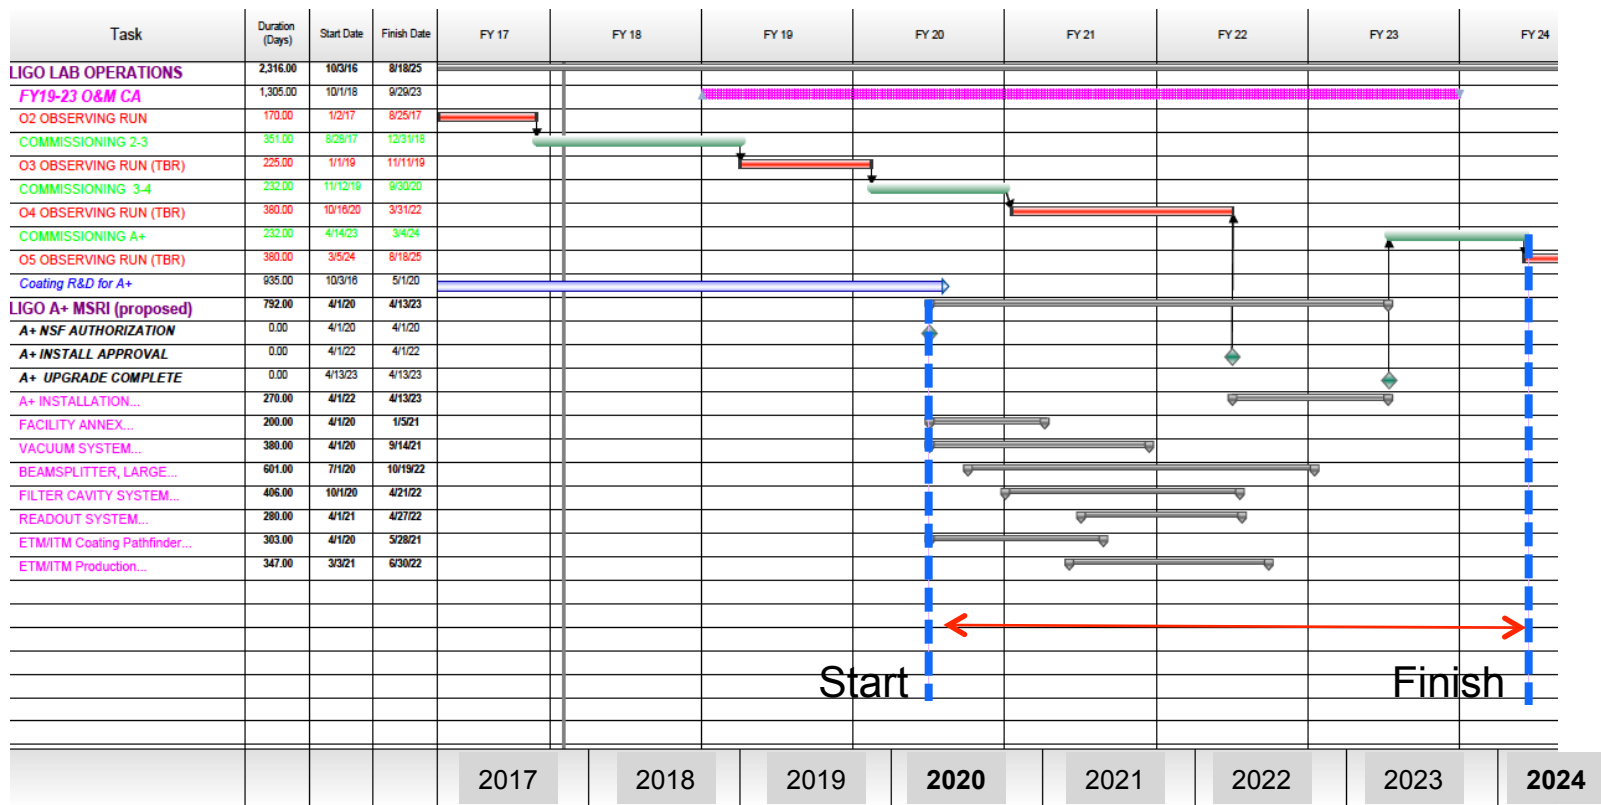 Task Duration (Days) Start Date Finish Date FY 17 FY 18 FY 19 FY 20 FY 21 FY 22 FY 23 FY 24
LIGO LAB OPERATIONS 2,316.00 10/3/16 8/18/25
FY19-23 O&M CA 1,305.00 10/1/18 9/29/23
O2 OBSERVING RUN 170.00 1/2/17 8/25/17
COMMISSIONING 2-3 351.00 8/28/17 12/31/18
O3 OBSERVING RUN (TBR) 225.00 1/1/19 11/11/19
COMMISSIONING 3-4 232.00 11/12/19 9/30/20
O4 OBSERVING RUN (TBR) 380.00 10/16/20 3/31/22
COMMISSIONING A+ 232.00 4/14/23 3/4/24
O5 OBSERVING RUN (TBR) 380.00 3/5/24 8/18/25
Coating R&D for A+ 935.00 10/3/16 5/1/20
LIGO A+ MSRI (proposed) 792.00 4/1/20 4/13/23
A+ NSF AUTHORIZATION 0.00 4/1/20 4/1/20
A+ INSTALL APPROVAL 0.00 4/1/22 4/1/22
A+ UPGRADE COMPLETE 0.00 4/13/23 4/13/23
A+ INSTALLATION... 270.00 4/1/22 4/13/23
FACILITY ANNEX... 200.00 4/1/20 1/5/21
VACUUM SYSTEM... 380.00 4/1/20 9/14/21
BEAMSPLITTER, LARGE... 601.00 7/1/20 10/19/22
FILTER CAVITY SYSTEM... 406.00 10/1/20 4/21/22
READOUT SYSTEM... 280.00 4/1/21 4/27/22
ETM/ITM Coating Pathfinder... 303.00 4/1/20 5/28/21
ETM/ITM Production... 347.00 3/3/21 6/30/22
Start Finish
2017 2018 2019 2020 2021 2022 2023 2024